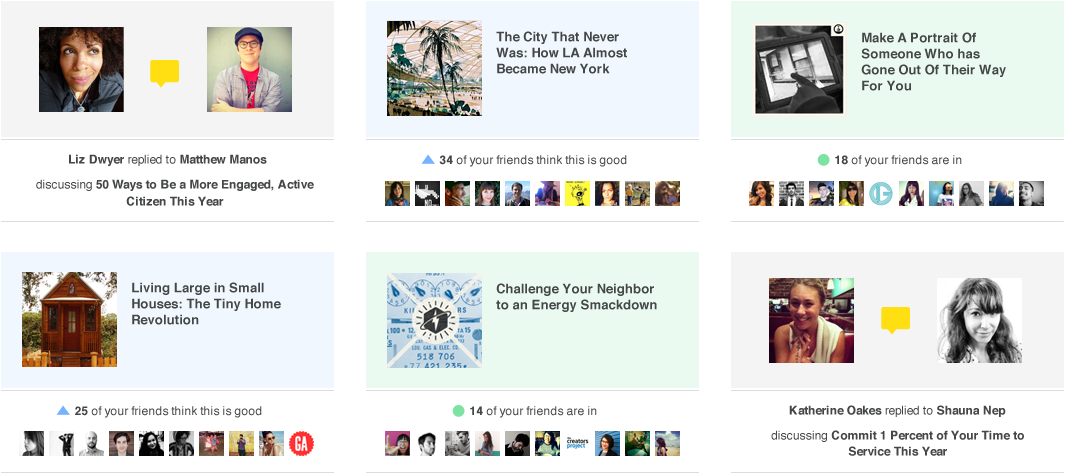 The City That Never
Was: How LA Almost
Became New York
Make A Portrait Of
Someone Who has
Gone Out Of Their Way
For You
Liz Dwyer replied to Matthew Manos
discussing 50 Ways to Be a More Engaged, Active
Citizen This Year
34 of your friends think this is good
18 of your friends are in
Living Large in Small
Houses: The Tiny Home
Revolution
Challenge Your Neighbor
to an Energy Smackdown
518 706
77 421 235
25 of your friends think this is good
GA
14 of your friends are in
the
creators
project
Katherine Oakes replied to Shauna Nep
discussing Commit 1 Percent of Your Time to
Service This Year